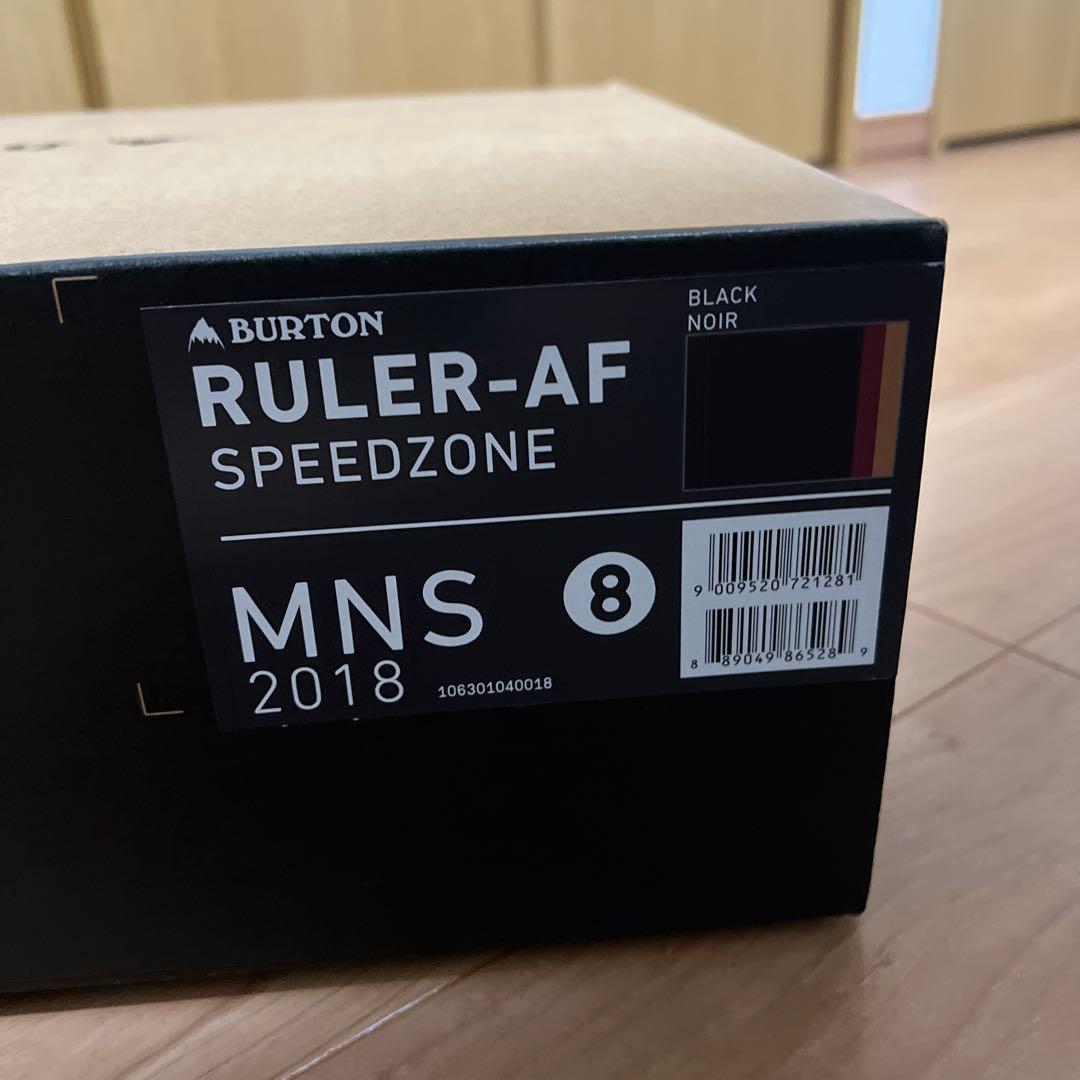 BURTON
RULER-AF
SPEEDZONE
BLACK
NOIR
MNS
8
2018
106301040018
9 009520 721281
8 89049 86528 9